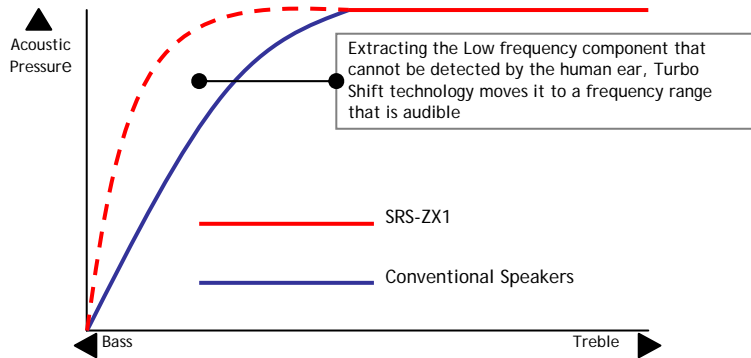 Acoustic
Pressure
Extracting the Low frequency component that
cannot be detected by the human ear, Turbo
Shift technology moves it to a frequency range
that is audible
SRS-ZX1
Conventional Speakers
Bass
Treble